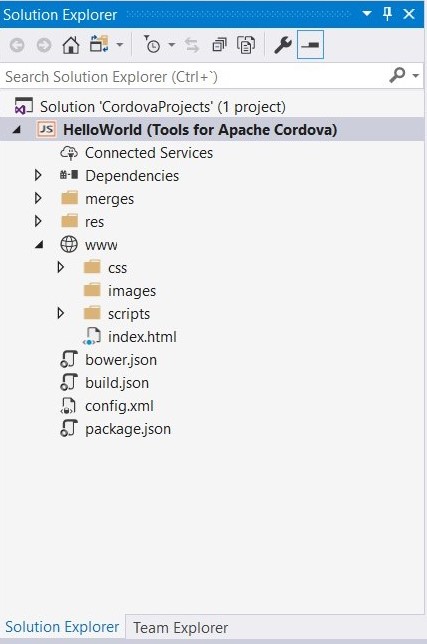 Solution Explorer
Search Solution Explorer (Ctrl+`)
Solution 'CordovaProjects' (1 project)
JS HelloWorld (Tools for Apache Cordova)
Connected Services
Dependencies
merges
res
www
css
images
scripts
index.html
bower.json
build.json
config.xml
package.json
Solution Explorer Team Explorer